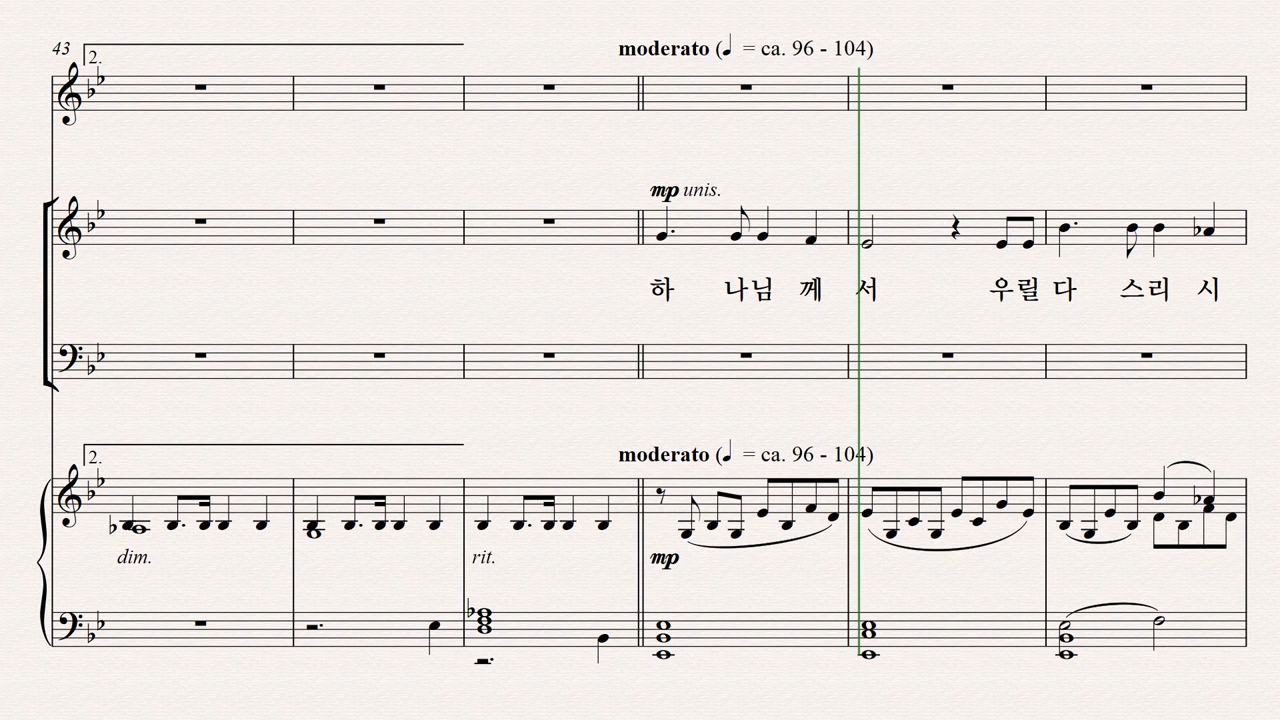 43
2.
moderato (♩ = ca. 96 - 104)
mp unis.
하 나님 께 서 우릴 다 스리 시
2.
moderato (♩ = ca. 96 - 104)
dim. rit. mp